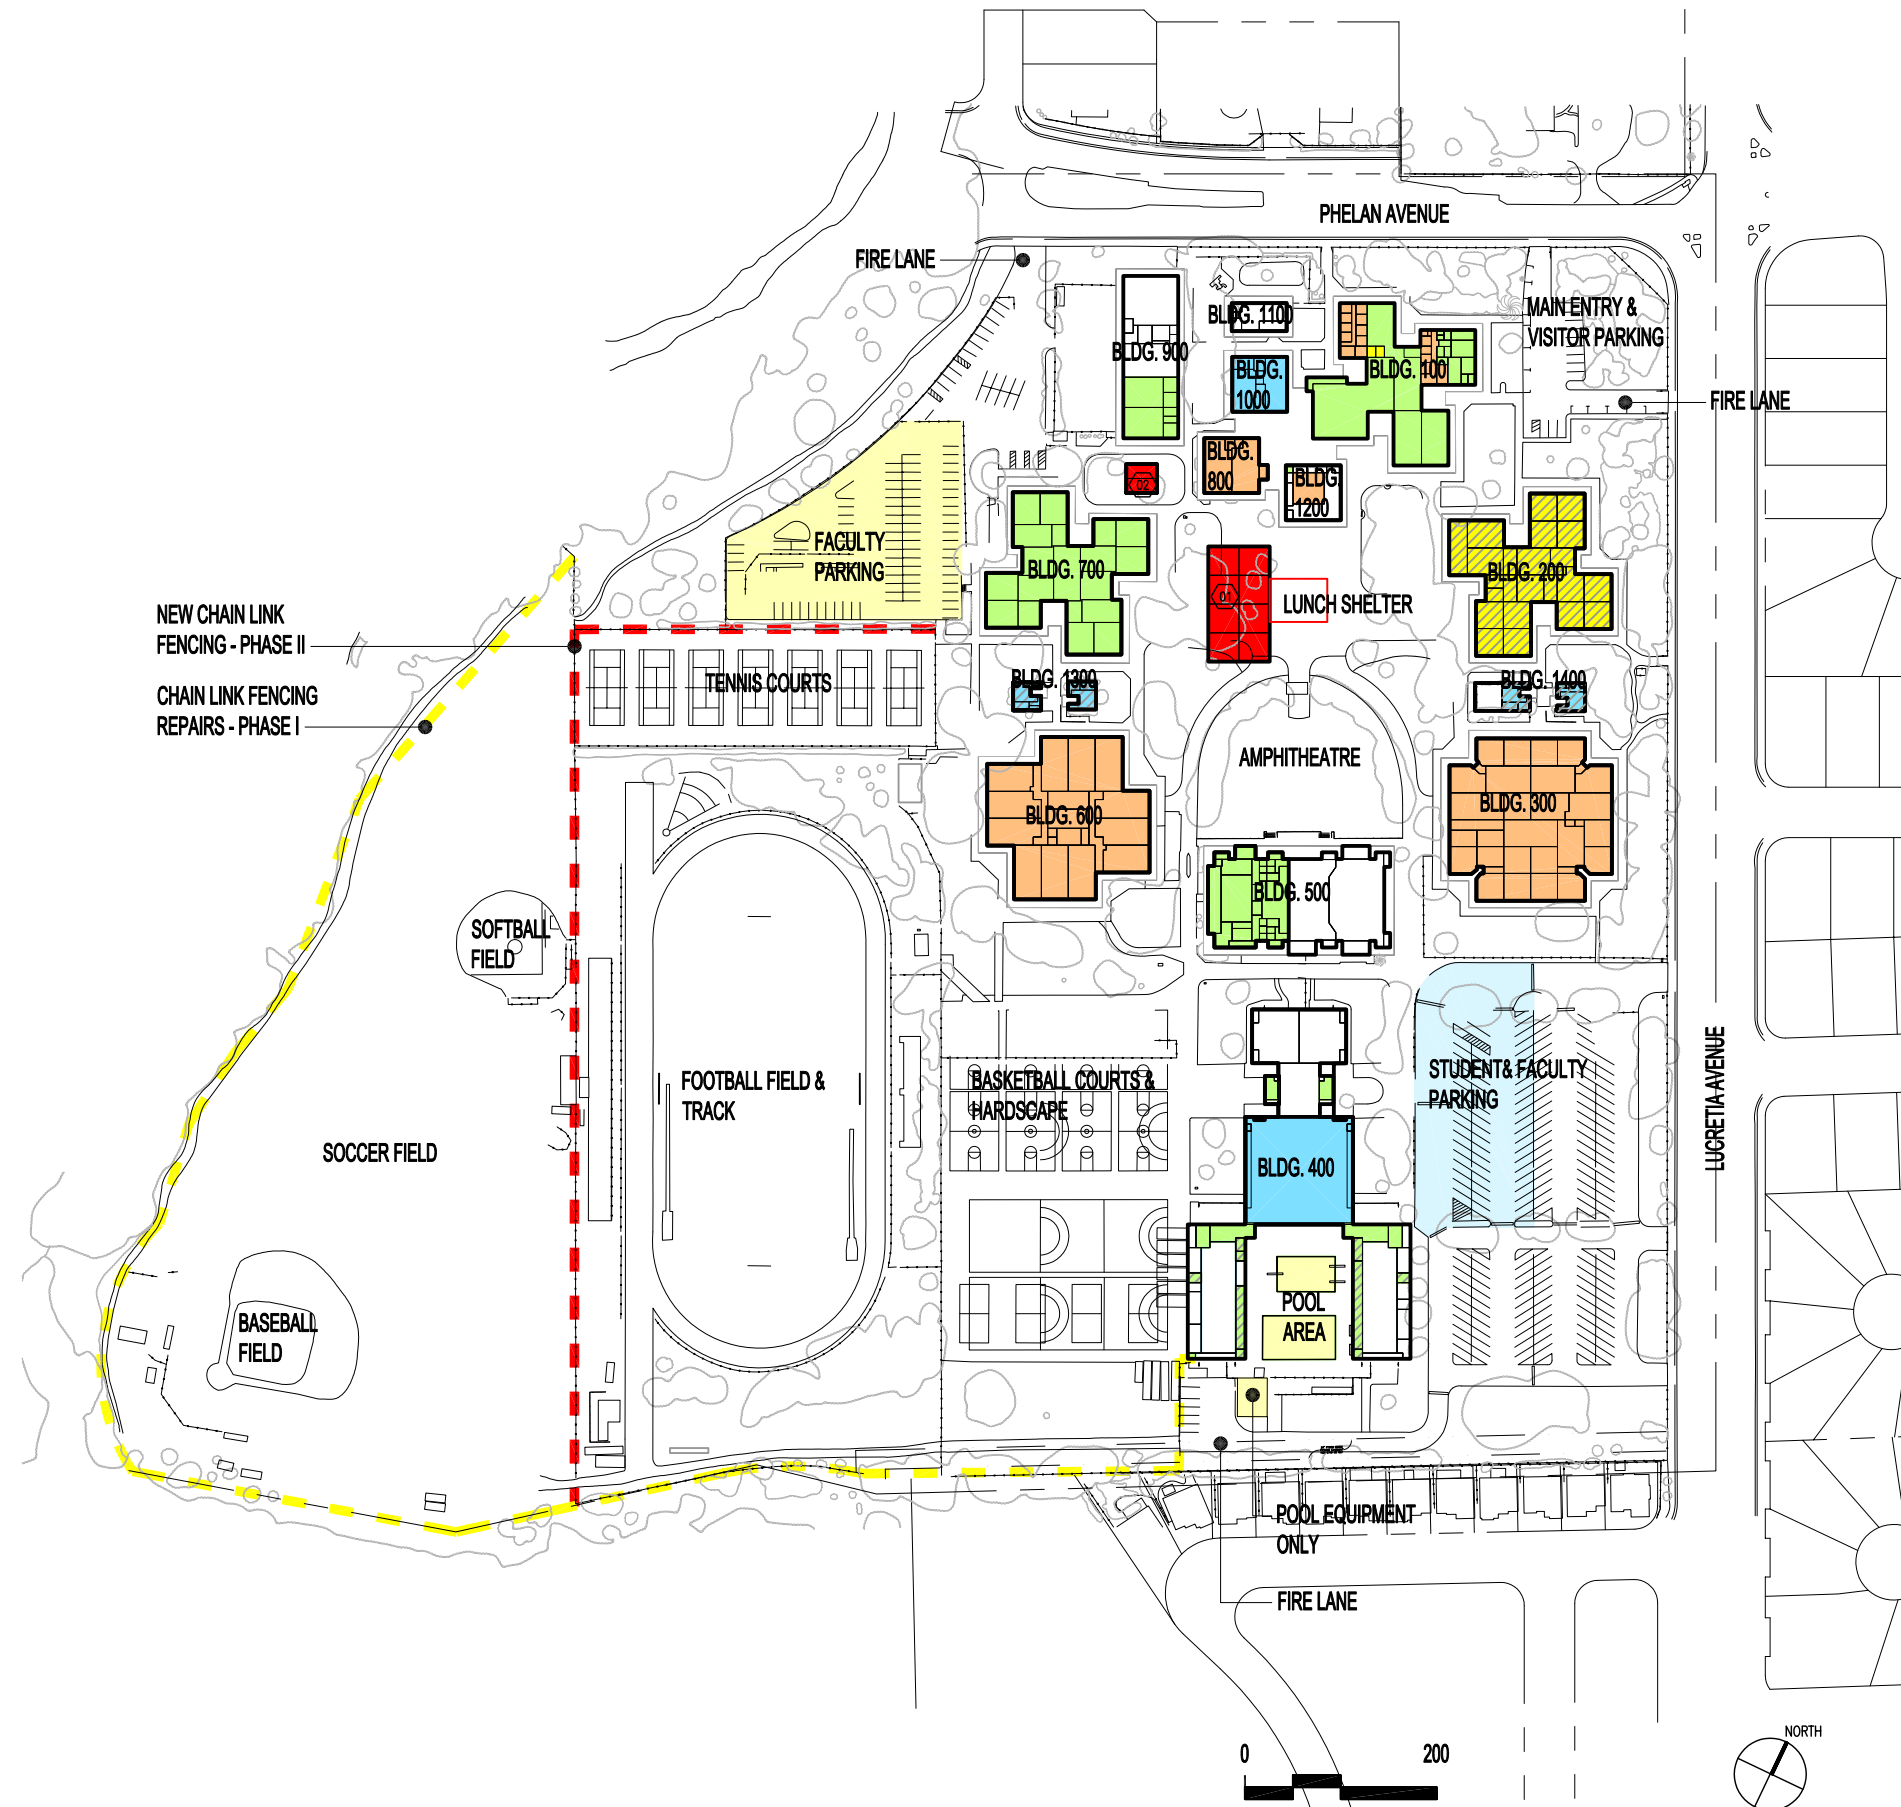 PHELAN AVENUE
FIRE LANE
MAIN ENTRY &
VISITOR PARKING
BLDG. 1100
BLDG. 900
BLDG.
1000
BLDG. 100
FIRE LANE
BLDG.
800
BLDG.
1200
02
FACULTY
PARKING
BLDG. 700
BLDG. 200
01
LUNCH SHELTER
NEW CHAIN LINK
FENCING - PHASE II
CHAIN LINK FENCING
REPAIRS - PHASE I
TENNIS COURTS
BLDG. 1300
BLDG. 1400
AMPHITHEATRE
BLDG. 600
BLDG. 300
BLDG. 500
SOFTBALL
FIELD
FOOTBALL FIELD &
TRACK
BASKETBALL COURTS &
HARDSCAPE
STUDENT& FACULTY
PARKING
LUCRETIA AVENUE
SOCCER FIELD
BLDG. 400
BASEBALL
FIELD
POOL
AREA
POOL EQUIPMENT
ONLY
FIRE LANE
NORTH
0 200